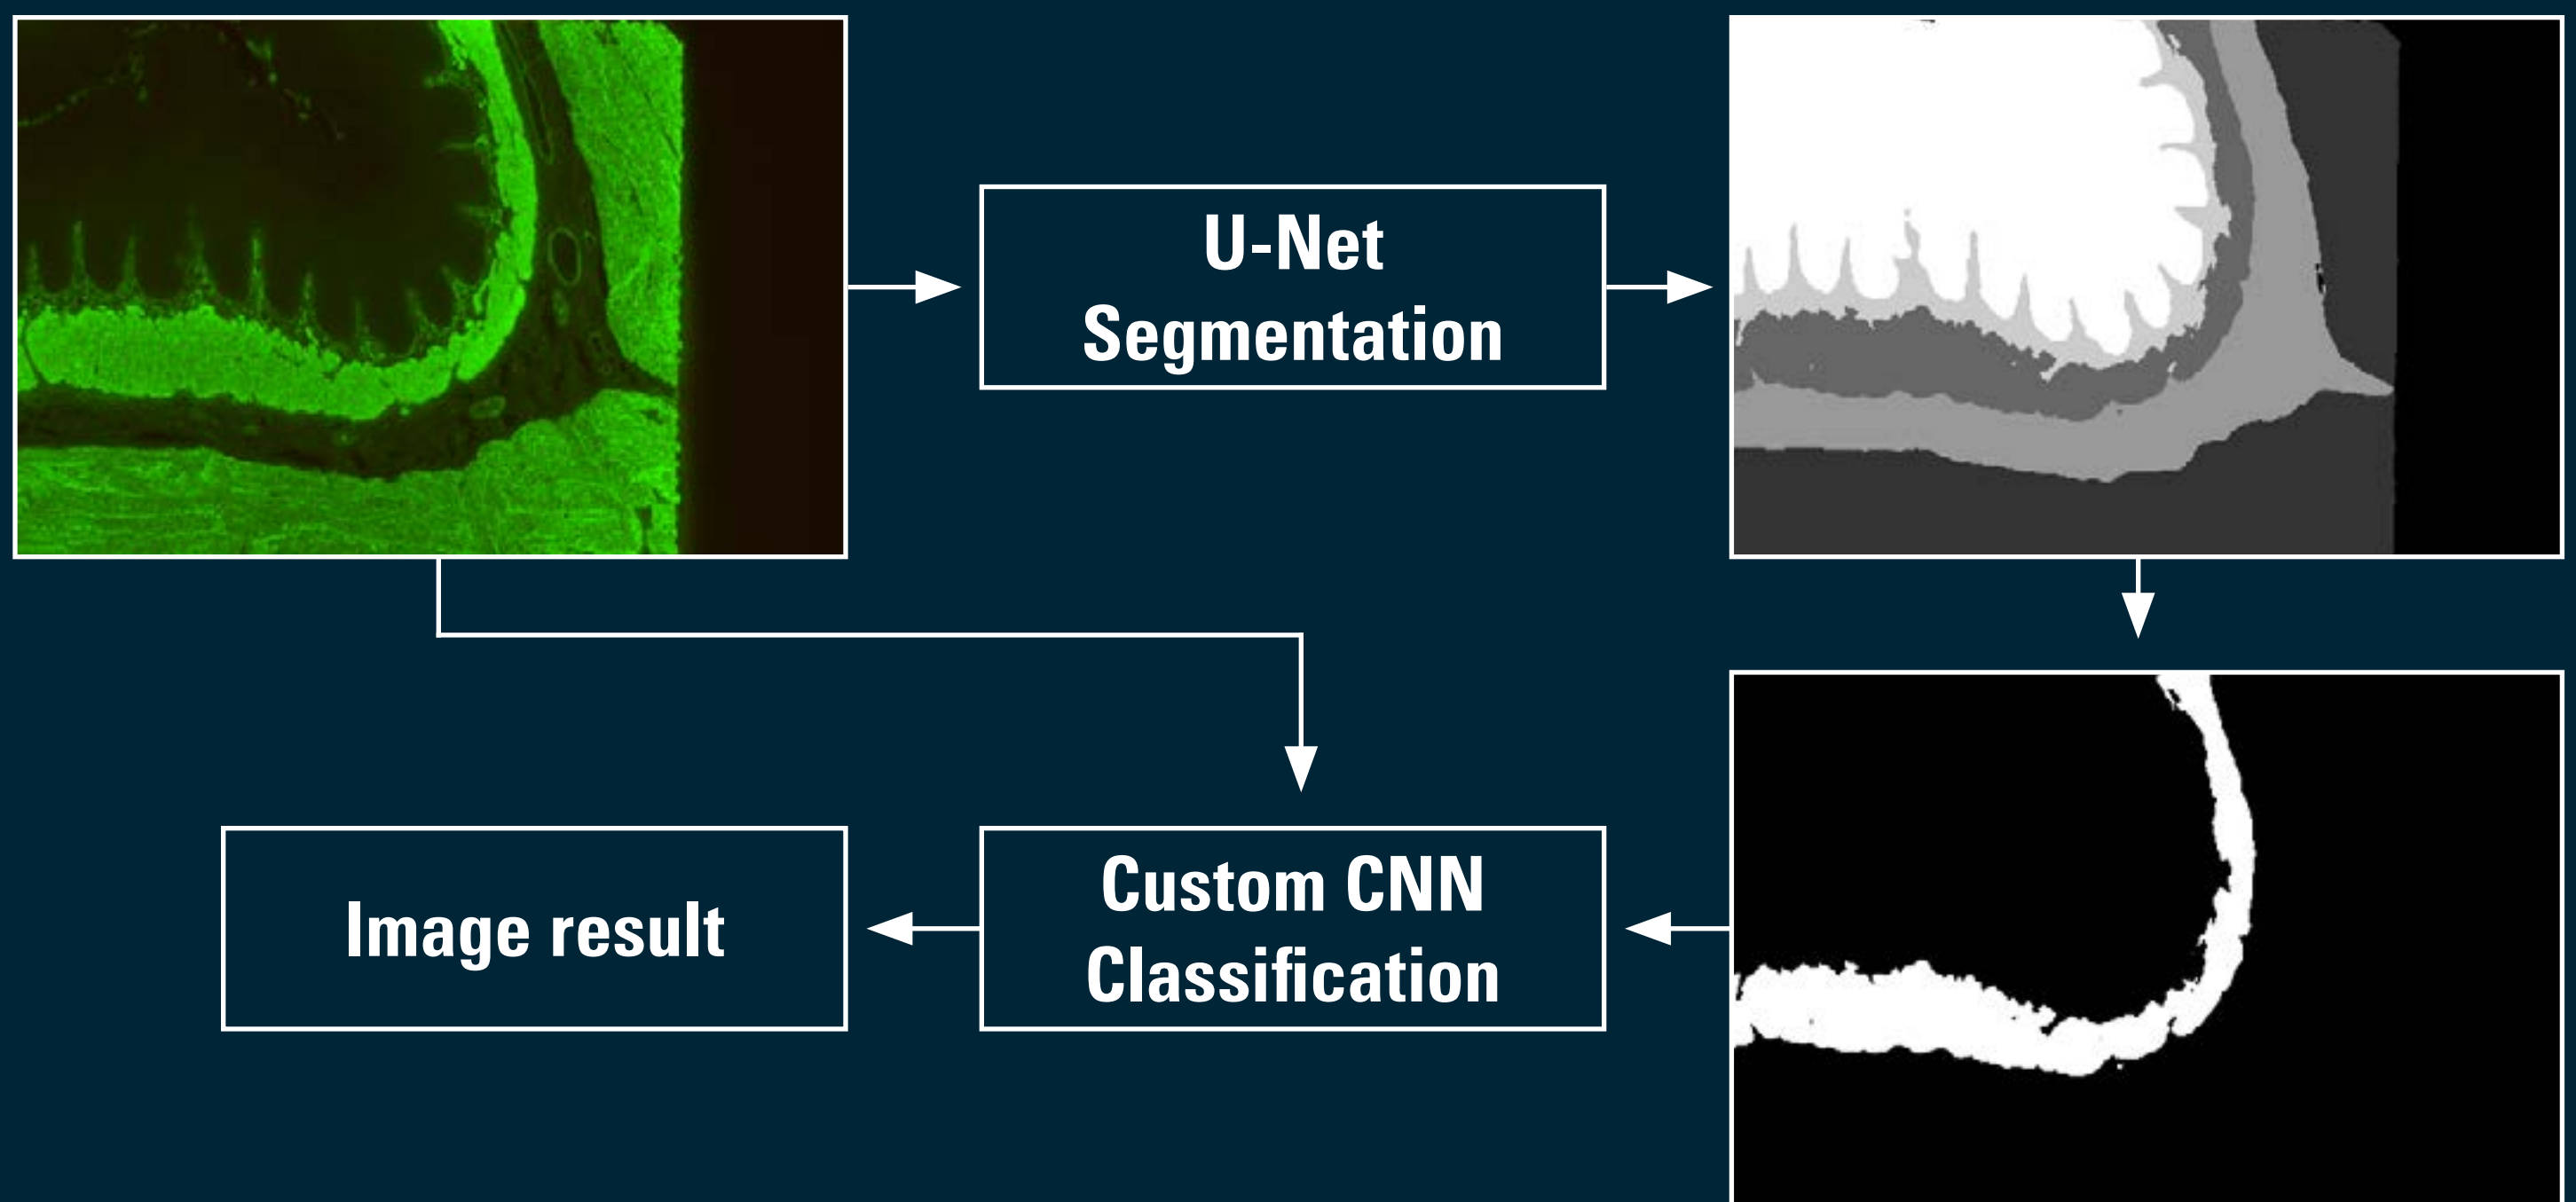 U-Net
Segmentation
Custom CNN
Classification
Image result